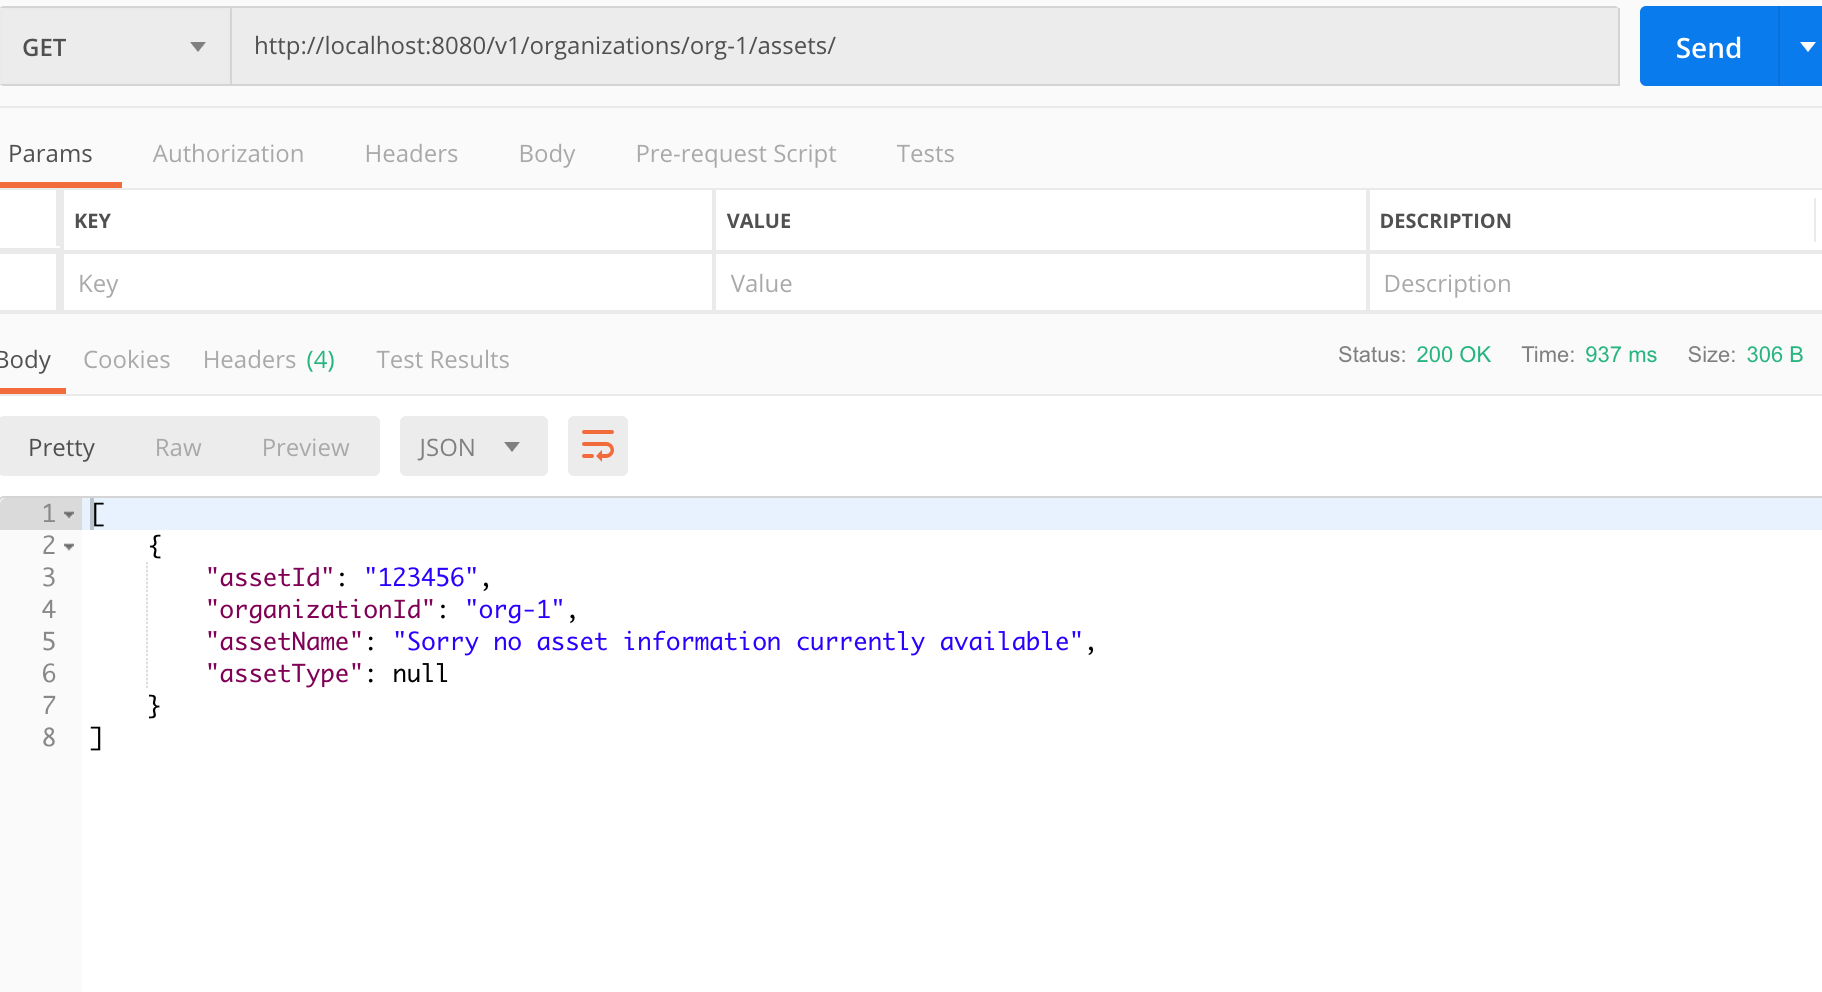 GET http://localhost:8080/v1/organizations/org-1/assets/ Send
Params Authorization Headers Body Pre-request Script Tests
KEY VALUE DESCRIPTION
Key Value Description
Body Cookies Headers (4) Test Results Status: 200 OK Time: 937 ms Size: 306 B
Pretty Raw Preview JSON
1 [
2 {
3 "assetId": "123456",
4 "organizationId": "org-1",
5 "assetName": "Sorry no asset information currently available",
6 "assetType": null
7 }
8 ]